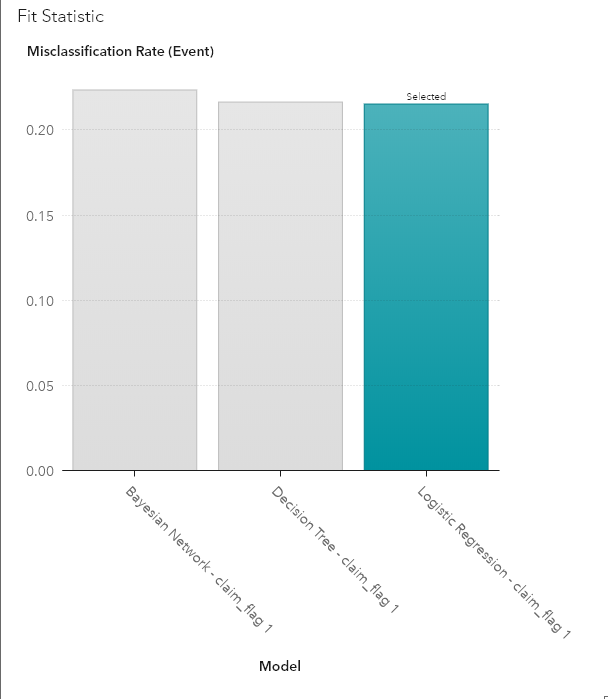 Fit Statistic
Misclassification Rate (Event)
Selected
0.20
0.15
0.10
0.05
0.00
Bayesian Network - claim_flag 1
Decision Tree - claim_flag 1
Logistic Regression - claim_flag 1
Model